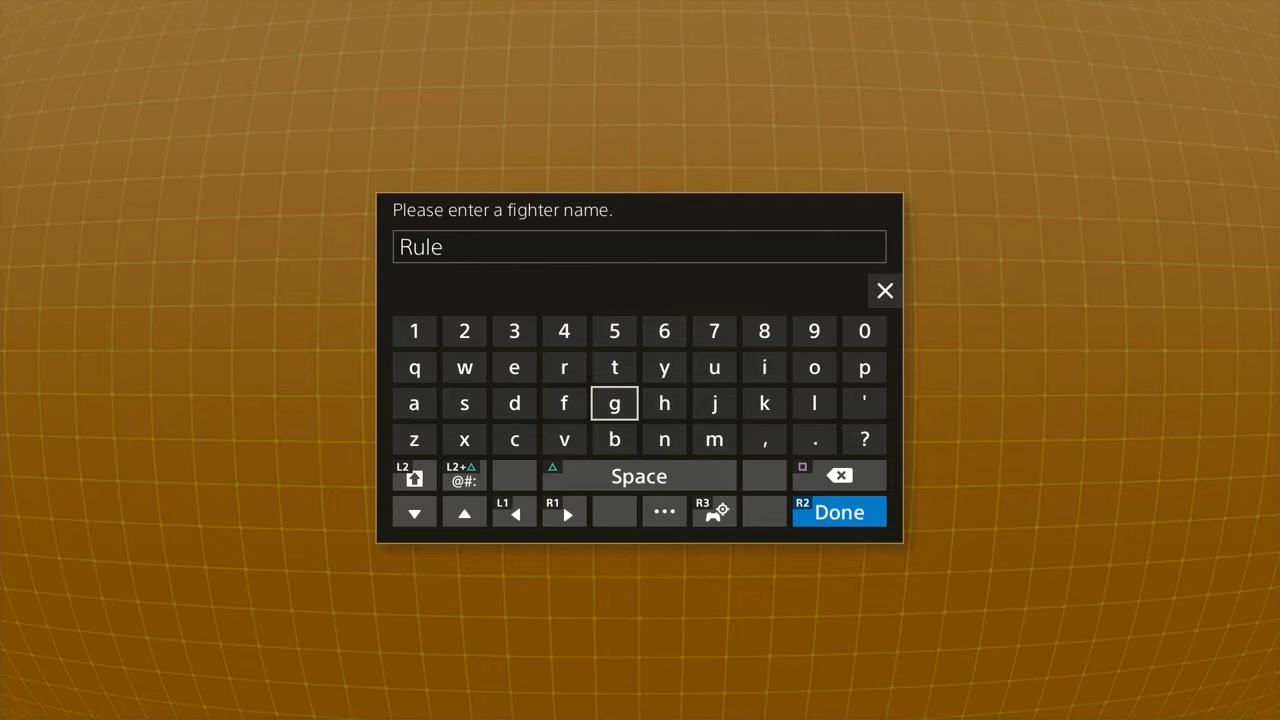 Please enter a fighter name.
Rule
1 2 3 4 5 6 7 8 9 0
q w e r t y u i o p
a s d f g h j k l '
z x c v b n m , . ?
L2 L2+△ @#: △ Space □
L1 R1 ••• R3 R2 Done